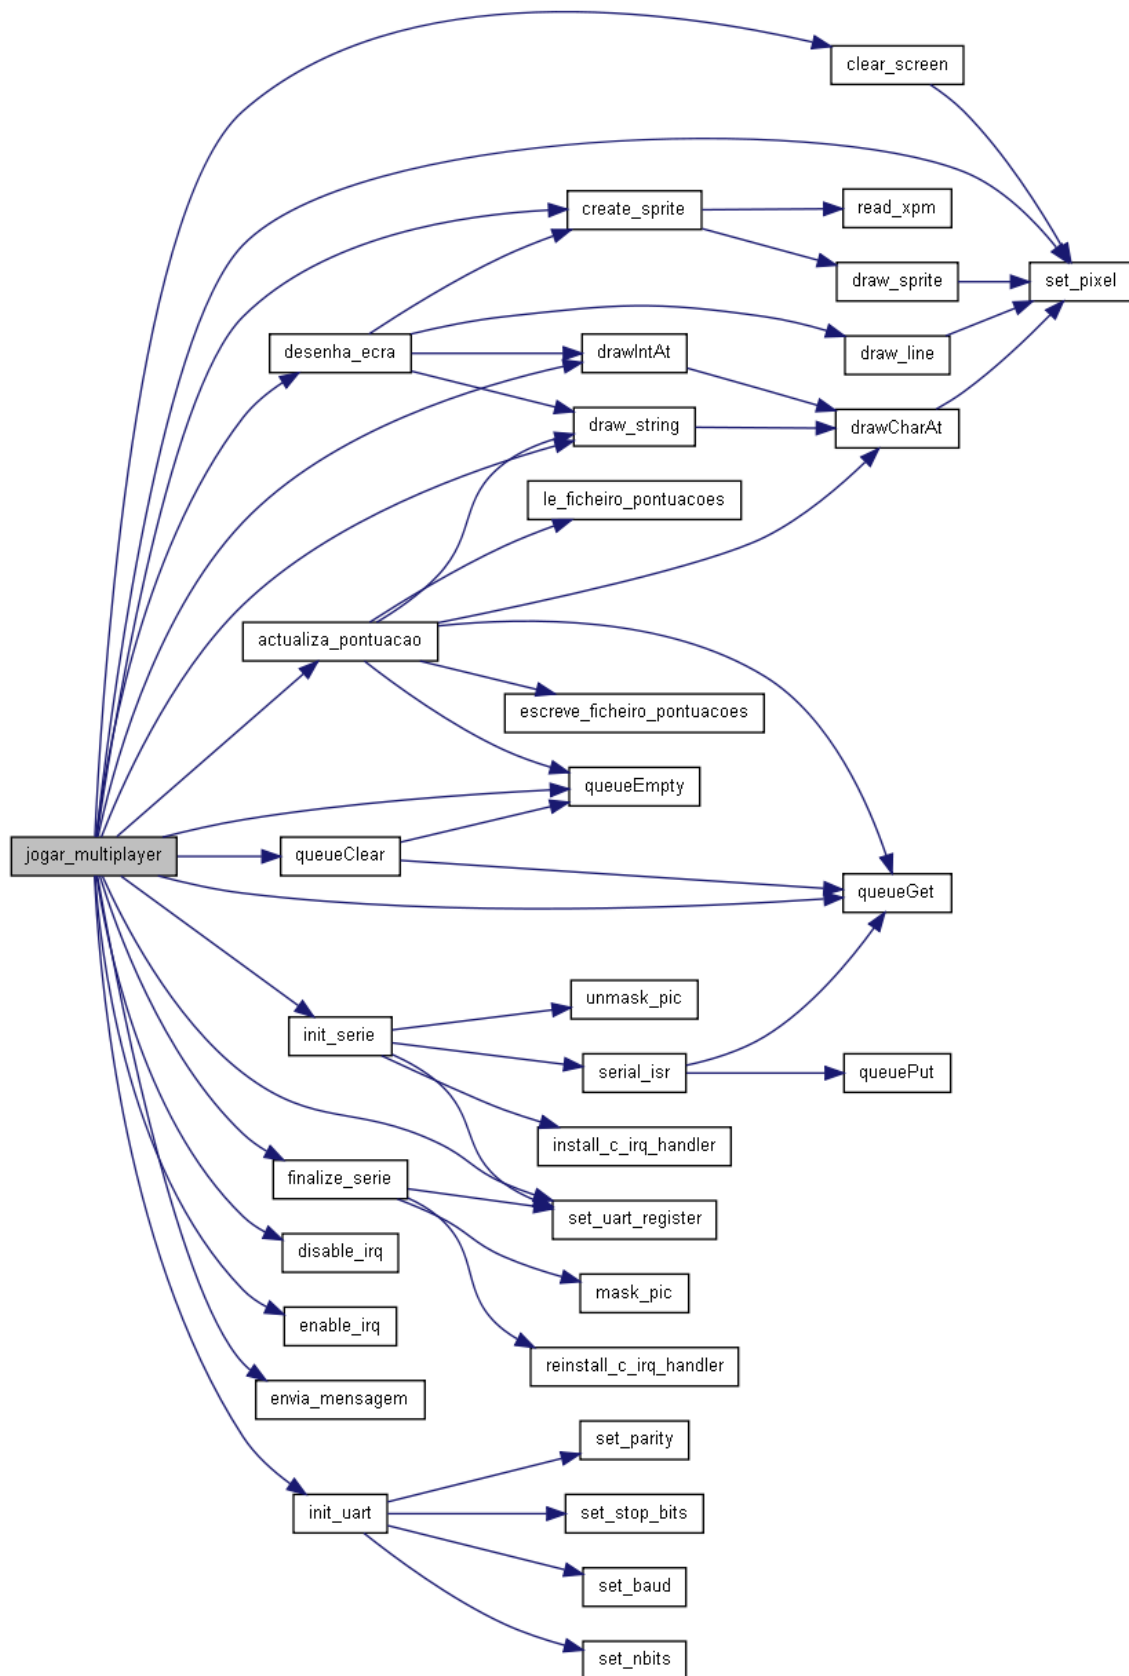 clear_screen
create_sprite
read_xpm
draw_sprite
set_pixel
desenha_ecra
drawIntAt
draw_line
draw_string
drawCharAt
le_ficheiro_pontuacoes
actualiza_pontuacao
escreve_ficheiro_pontuacoes
queueEmpty
jogar_multiplayer
queueClear
queueGet
unmask_pic
init_serie
serial_isr
queuePut
install_c_irq_handler
finalize_serie
set_uart_register
disable_irq
mask_pic
enable_irq
reinstall_c_irq_handler
envia_mensagem
set_parity
init_uart
set_stop_bits
set_baud
set_nbits